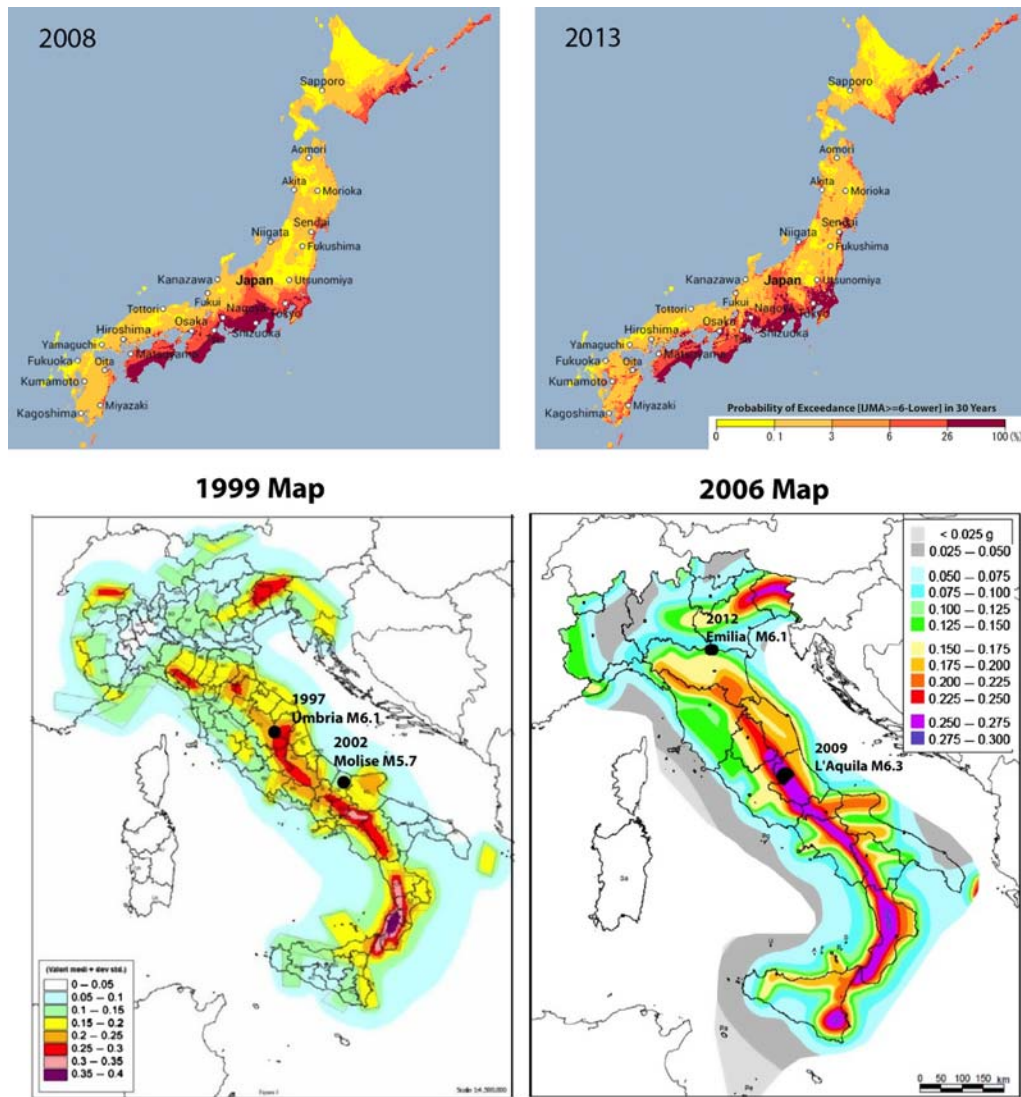 2008
Sapporo
Aomori
Akita
Morioka
Sendai
Niigata
Fukushima
Kanazawa
Japan
Utsunomiya
Fukui
Nagoya
Tottori
Tokyo
Osaka
Hiroshima
Tsu
Shizuoka
Yamaguchi
Matsuyama
Fukuoka
Oita
Kumamoto
Miyazaki
Kagoshima
2013
Sapporo
Aomori
Akita
Morioka
Sendai
Niigata
Fukushima
Kanazawa
Japan
Utsunomiya
Fukui
Nagoya
Tottori
Tokyo
Osaka
Hiroshima
Tsu
Shizuoka
Yamaguchi
Matsuyama
Fukuoka
Oita
Kumamoto
Miyazaki
Kagoshima
Probability of Exceedance [IJMA>=6-Lower] in 30 Years
0 0.1 3 6 26 100 (%)
1999 Map
1997
Umbria M6.1
2002
Molise M5.7
(Valori medi + dev std.)
0 — 0.05
0.05 — 0.1
0.1 — 0.15
0.15 — 0.2
0.2 — 0.25
0.25 — 0.3
0.3 — 0.35
0.35 — 0.4
2006 Map
< 0.025 g
0.025 — 0.050
0.050 — 0.075
0.075 — 0.100
0.100 — 0.125
0.125 — 0.150
0.150 — 0.175
0.175 — 0.200
0.200 — 0.225
0.225 — 0.250
0.250 — 0.275
0.275 — 0.300
2012
Emilia M6.1
2009
L'Aquila M6.3
0 50 100 150 km